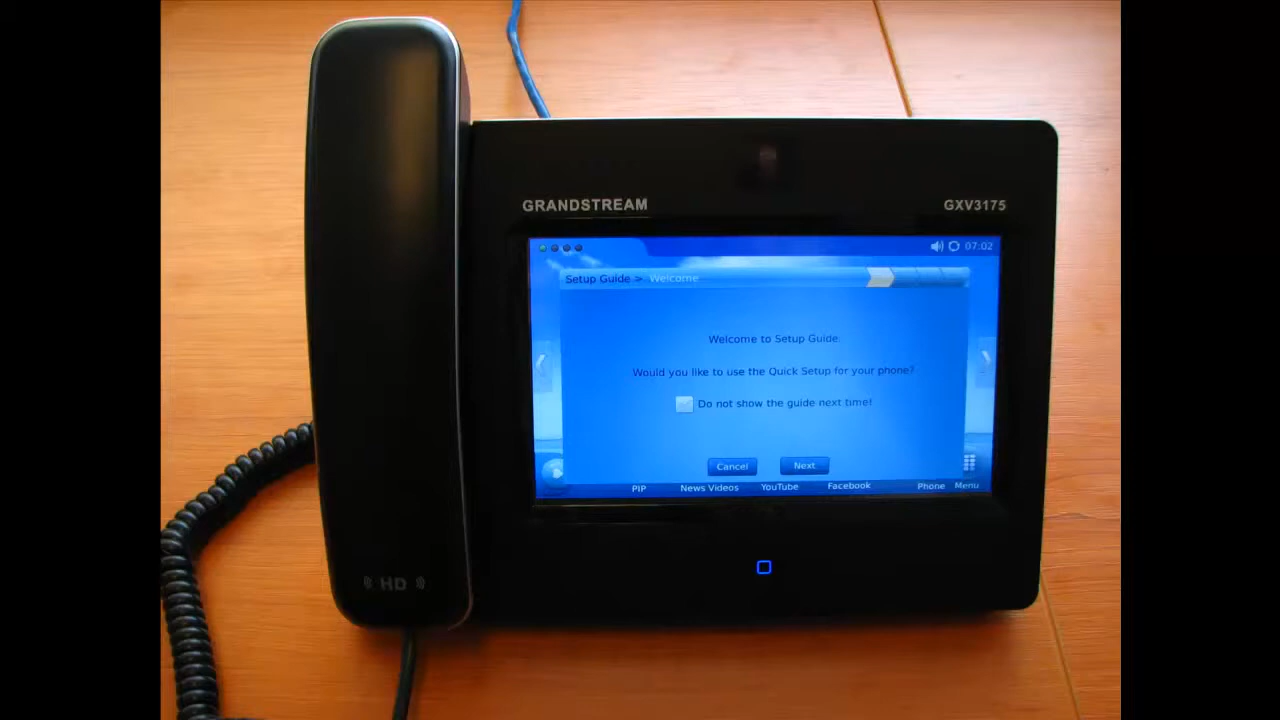 GRANDSTREAM
GXV3175
07:02
Setup Guide > Welcome
Welcome to Setup Guide.
Would you like to use the Quick Setup for your phone?
Do not show the guide next time!
Cancel
Next
PIP
News Videos
YouTube
Facebook
Phone
Menu
HD